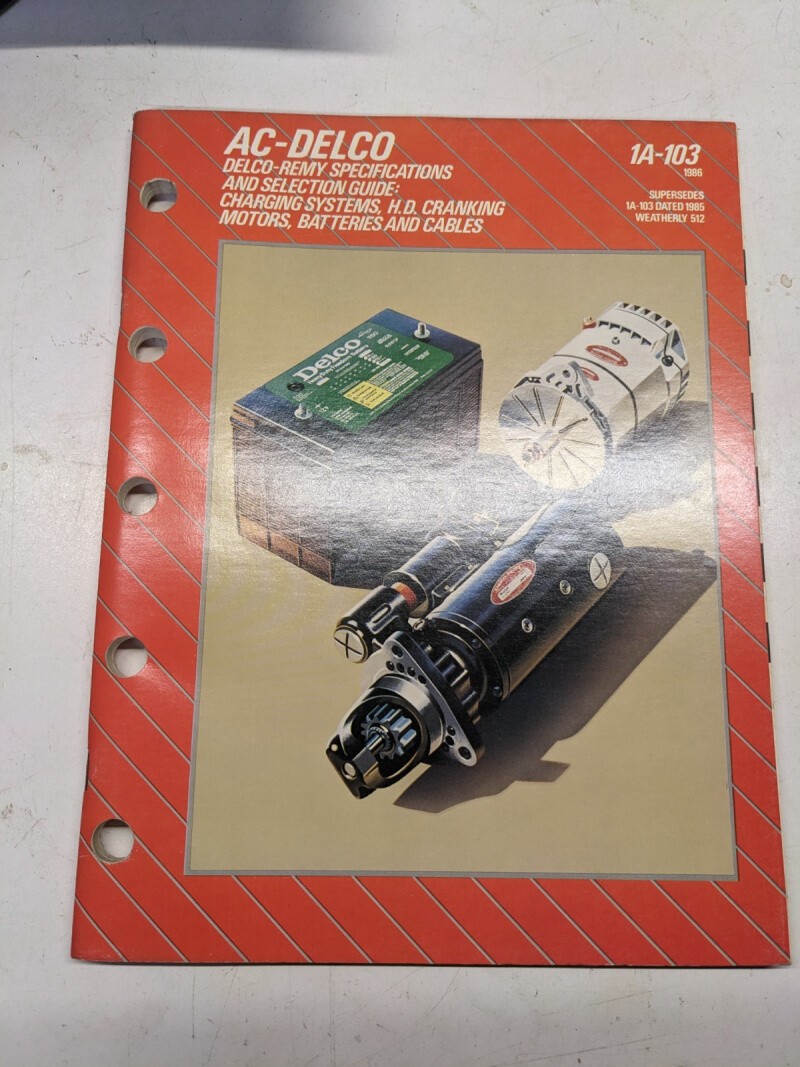 AC-DELCO
DELCO-REMY SPECIFICATIONS
AND SELECTION GUIDE:
CHARGING SYSTEMS, H.D. CRANKING
MOTORS, BATTERIES AND CABLES
1A-103
1986
SUPERSEDES
1A-103 DATED 1985
WEATHERLY 512
Delco